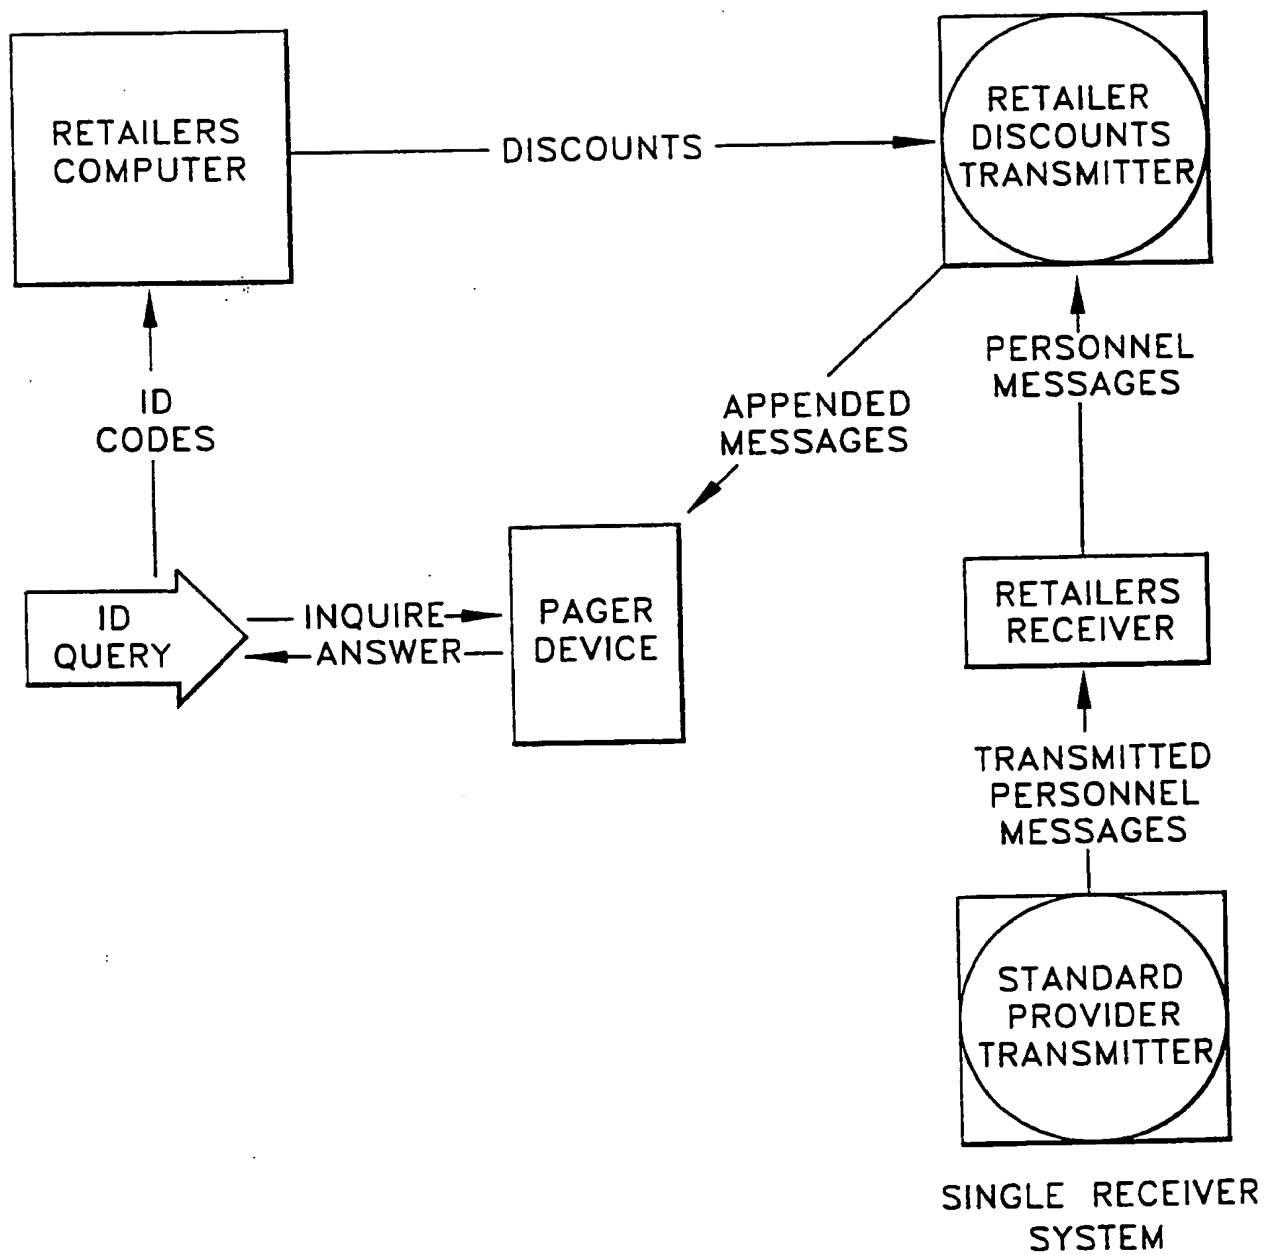 RETAILERS
COMPUTER
DISCOUNTS
RETAILER
DISCOUNTS
TRANSMITTER
ID
CODES
APPENDED
MESSAGES
PERSONNEL
MESSAGES
ID
QUERY
INQUIRE
ANSWER
PAGER
DEVICE
RETAILERS
RECEIVER
TRANSMITTED
PERSONNEL
MESSAGES
STANDARD
PROVIDER
TRANSMITTER
SINGLE RECEIVER
SYSTEM